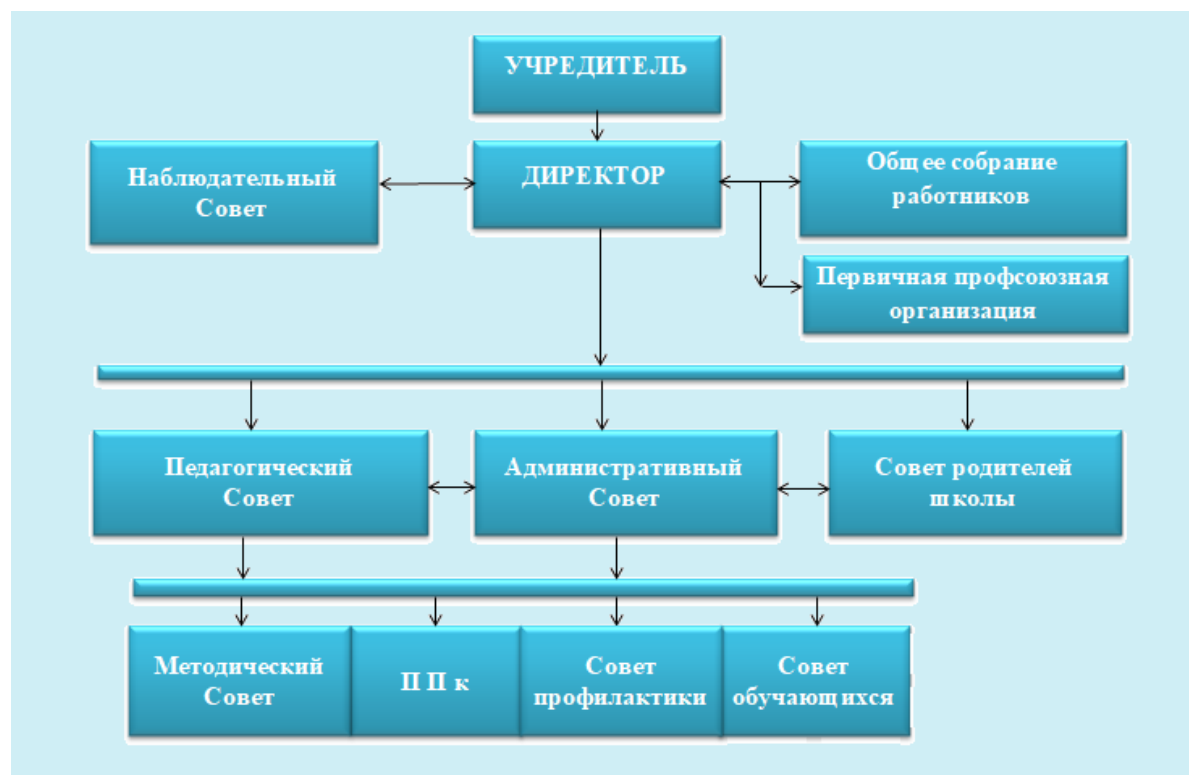 УЧРЕДИТЕЛЬ
Наблюдательный
Совет
ДИРЕКТОР
Общее собрание
работников
Первичная профсоюзная
организация
Педагогический
Совет
Административный
Совет
Совет родителей
школы
Методический
Совет
П П к
Совет
профилактики
Совет
обучающихся